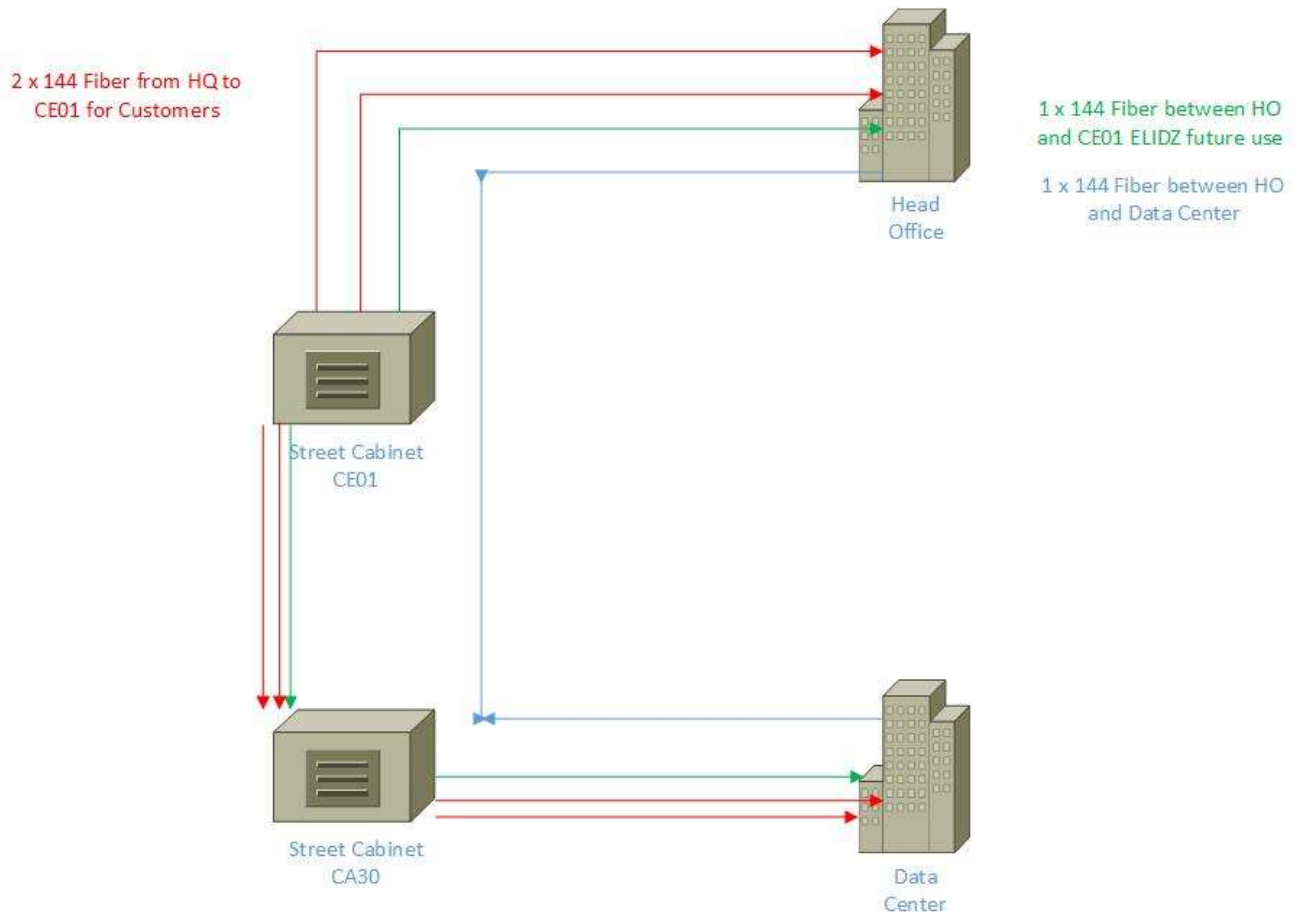 2 x 144 Fiber from HQ to
CE01 for Customers
1 x 144 Fiber between HO
and CE01 ELIDZ future use
1 x 144 Fiber between HO
and Data Center
Head
Office
Street Cabinet
CE01
Street Cabinet
CA30
Data
Center